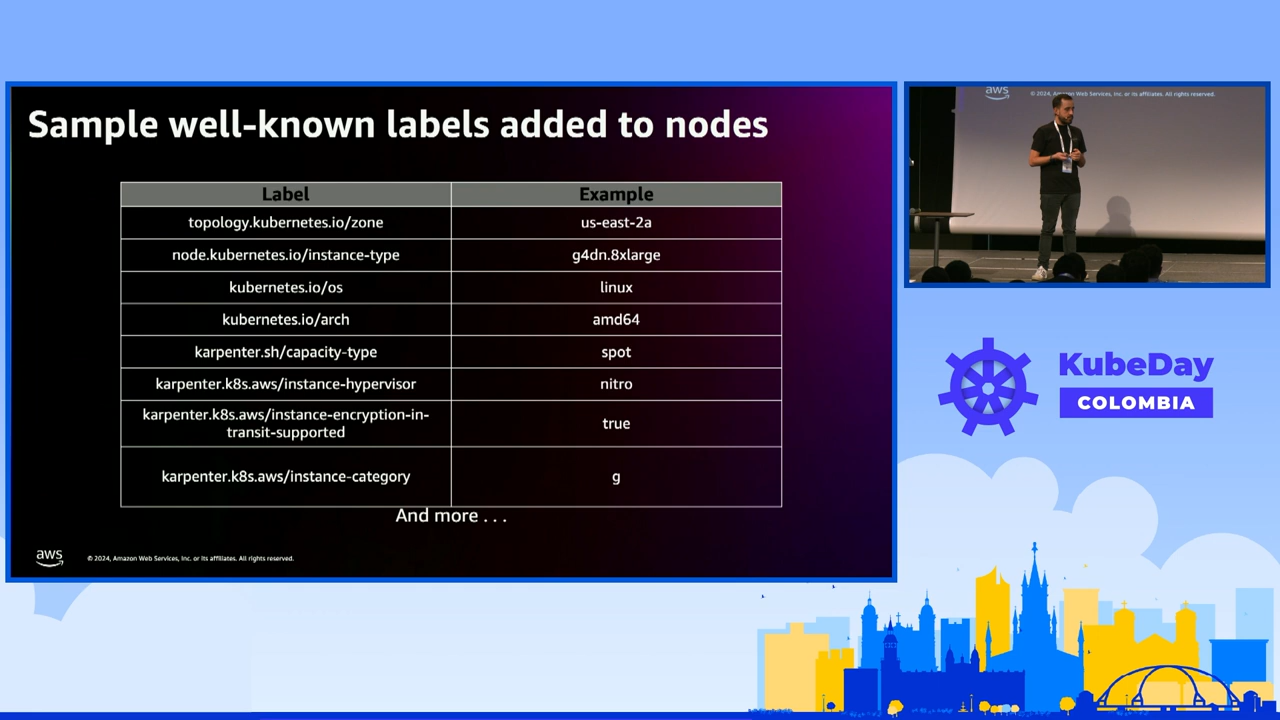 Sample well-known labels added to nodes
Label Example
topology.kubernetes.io/zone us-east-2a
node.kubernetes.io/instance-type g4dn.8xlarge
kubernetes.io/os linux
kubernetes.io/arch amd64
karpenter.sh/capacity-type spot
karpenter.k8s.aws/instance-hypervisor nitro
karpenter.k8s.aws/instance-encryption-in-
transit-supported true
karpenter.k8s.aws/instance-category g
And more . . .
aws © 2024, Amazon Web Services, Inc. or its affiliates. All rights reserved.
aws © 2024, Amazon Web Services, Inc. or its affiliates. All rights reserved.
KubeDay
COLOMBIA